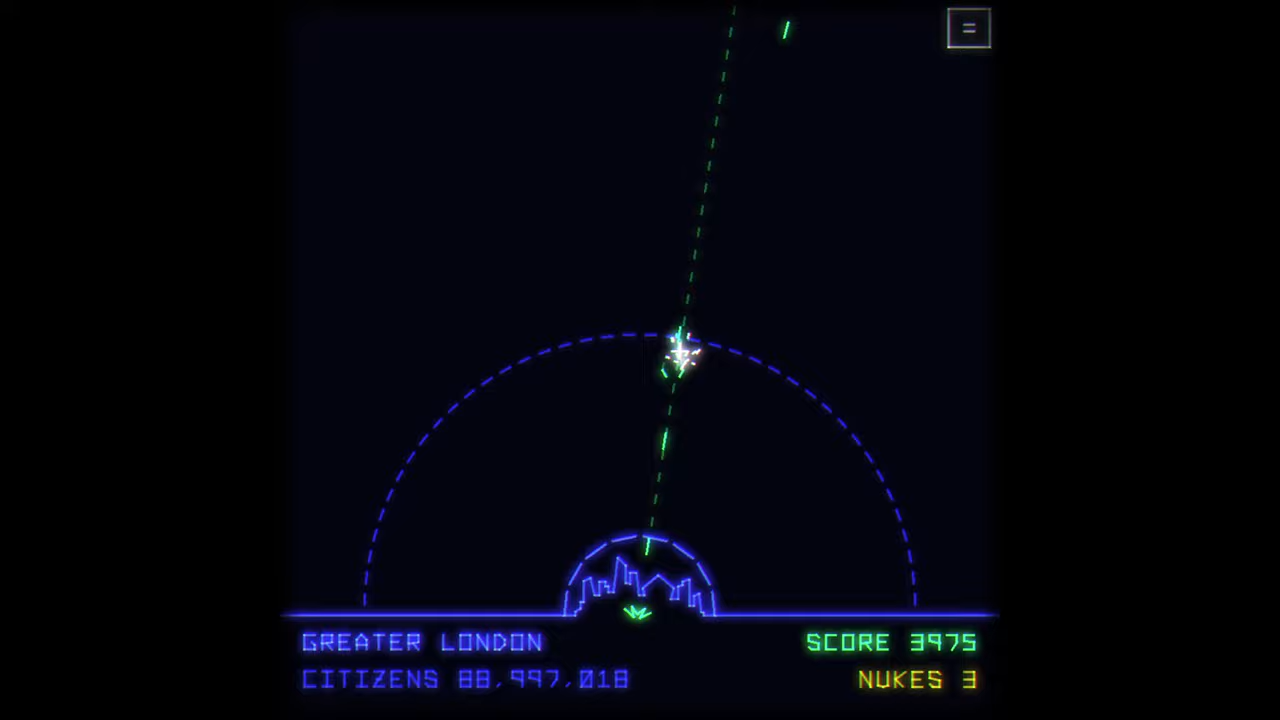 GREATER LONDON
SCORE 3975
CITIZENS 88,997,018
NUKES 3